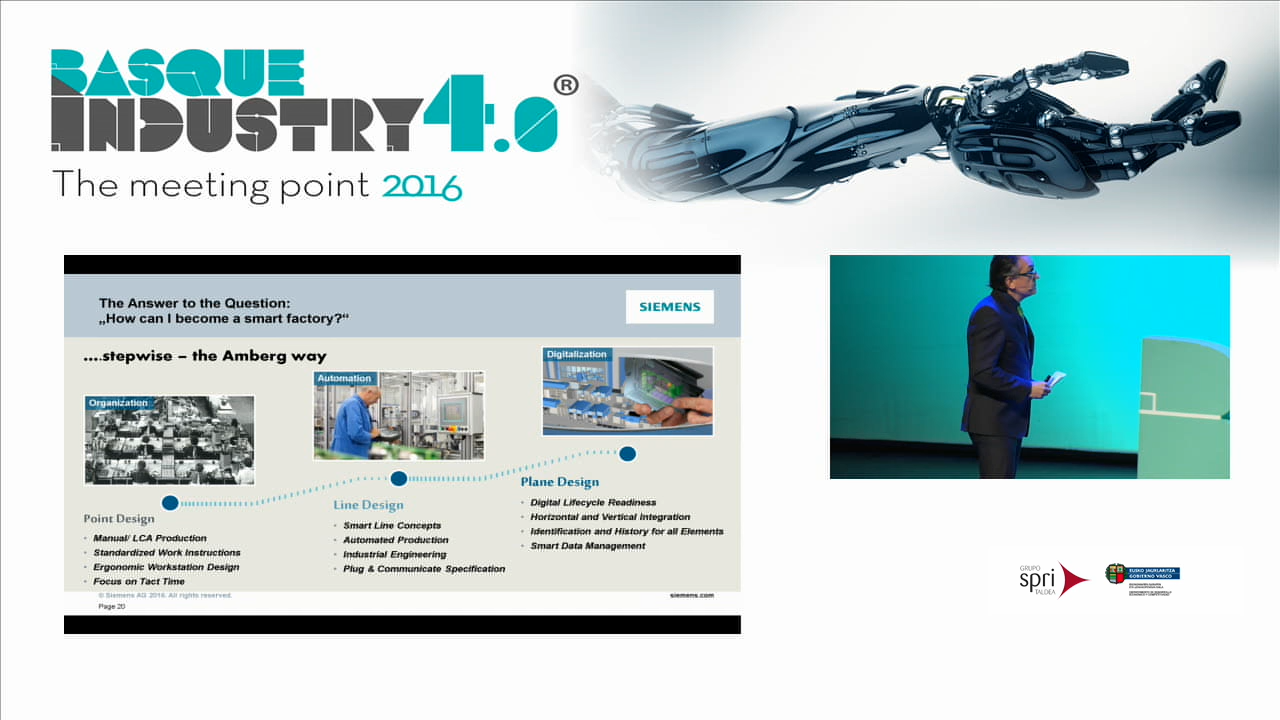 BASQUE
INDUSTRY 4.0®
The meeting point 2016
The Answer to the Question:
„How can I become a smart factory?“
SIEMENS
....stepwise – the Amberg way
Organization
Automation
Digitalization
Point Design
• Manual/ LCA Production
• Standardized Work Instructions
• Ergonomic Workstation Design
• Focus on Tact Time
Line Design
• Smart Line Concepts
• Automated Production
• Industrial Engineering
• Plug & Communicate Specification
Plane Design
• Digital Lifecycle Readiness
• Horizontal and Vertical Integration
• Identification and History for all Elements
• Smart Data Management
© Siemens AG 2016. All rights reserved.
Page 20
siemens.com
GRUPO
spri
TALDEA
EUSKO JAURLARITZA
GOBIERNO VASCO